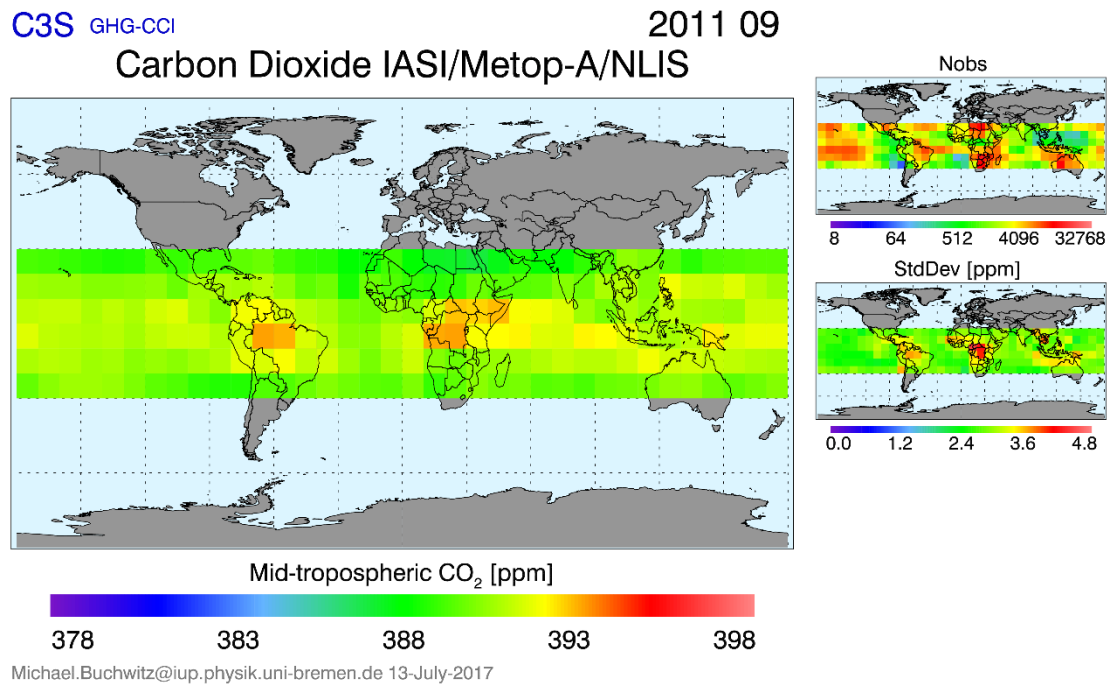 C3S GHG-CCI
2011 09
Carbon Dioxide IASI/Metop-A/NLIS
Nobs
8 64 512 4096 32768
StdDev [ppm]
0.0 1.2 2.4 3.6 4.8
Mid-tropospheric CO₂ [ppm]
378 383 388 393 398
Michael.Buchwitz@iup.physik.uni-bremen.de 13-July-2017